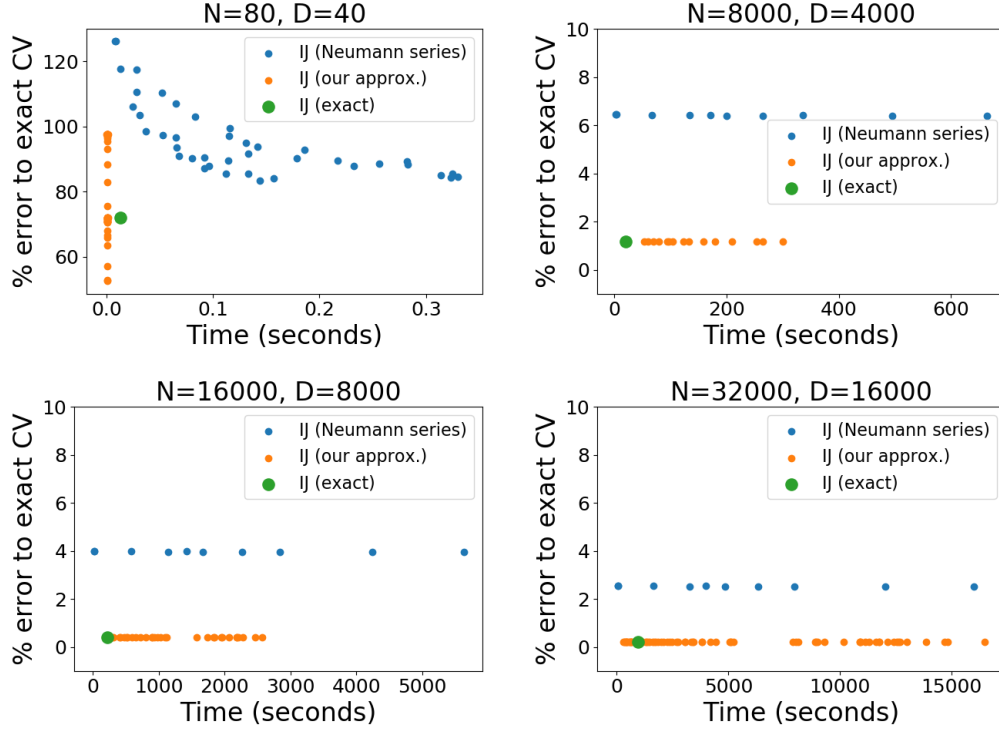 N=80, D=40
% error to exact CV
120
100
80
60
IJ (Neumann series)
IJ (our approx.)
IJ (exact)
0.0 0.1 0.2 0.3
Time (seconds)
N=8000, D=4000
% error to exact CV
10
8
6
4
2
0
IJ (Neumann series)
IJ (our approx.)
IJ (exact)
0 200 400 600
Time (seconds)
N=16000, D=8000
% error to exact CV
10
8
6
4
2
0
IJ (Neumann series)
IJ (our approx.)
IJ (exact)
0 1000 2000 3000 4000 5000
Time (seconds)
N=32000, D=16000
% error to exact CV
10
8
6
4
2
0
IJ (Neumann series)
IJ (our approx.)
IJ (exact)
0 5000 10000 15000
Time (seconds)